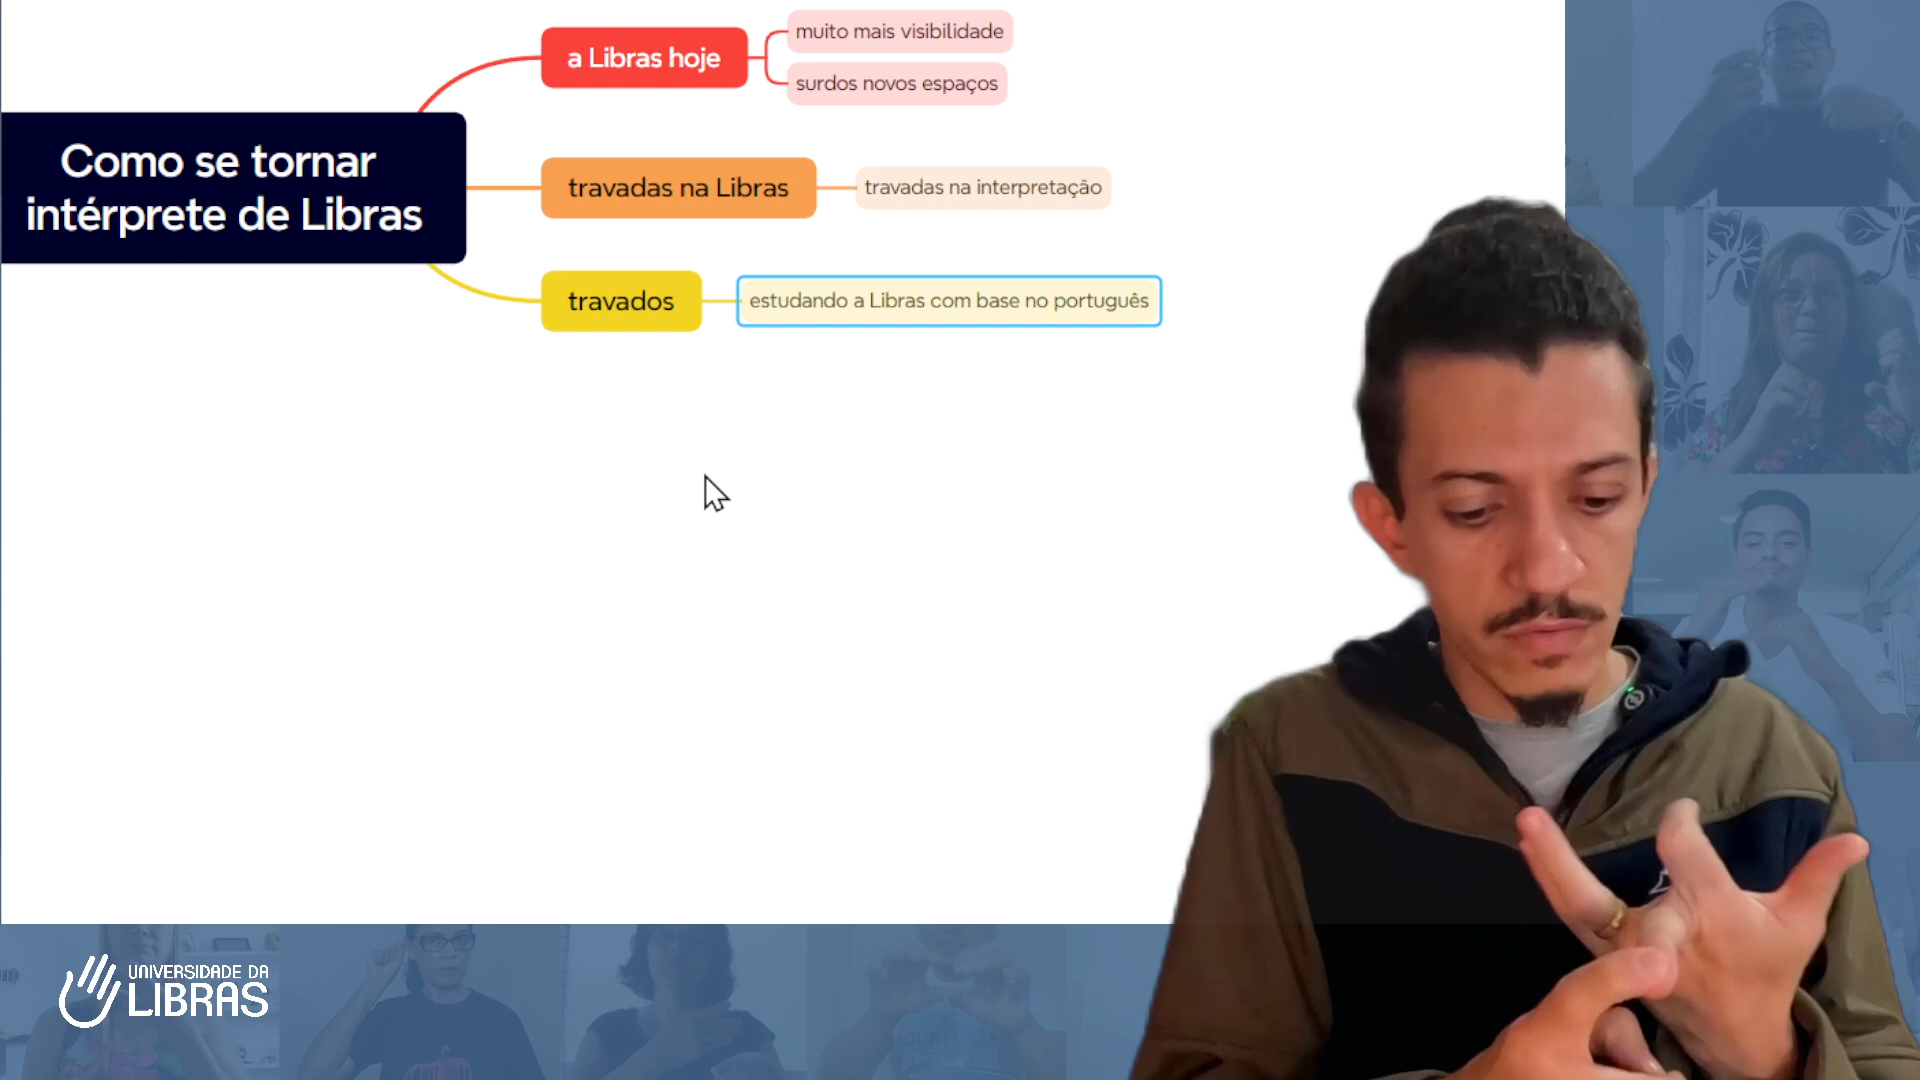 a Libras hoje
muito mais visibilidade
surdos novos espaços
Como se tornar
intérprete de Libras
travadas na Libras
travadas na interpretação
travados
estudando a Libras com base no português
UNIVERSIDADE DA
LIBRAS